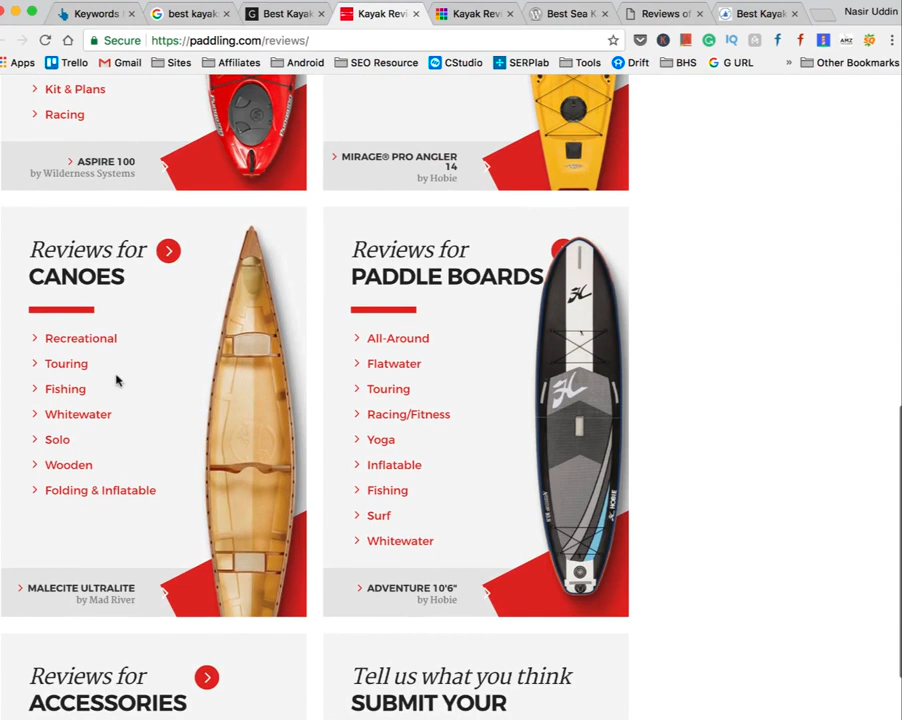 Keywords
best kayak
Best Kayak
Kayak Revi
Kayak Revi
Best Sea K
Reviews of
Best Kayak
Nasir Uddin
Secure
https://paddling.com/reviews/
Apps
Trello
Gmail
Sites
Affiliates
Android
SEO Resource
CStudio
SERPlab
Tools
Drift
BHS
G URL
» Other Bookmarks
Kit & Plans
Racing
ASPIRE 100
by Wilderness Systems
MIRAGE® PRO ANGLER
14
by Hobie
Reviews for
CANOES
Recreational
Touring
Fishing
Whitewater
Solo
Wooden
Folding & Inflatable
MALECITE ULTRALITE
by Mad River
Reviews for
PADDLE BOARDS
All-Around
Flatwater
Touring
Racing/Fitness
Yoga
Inflatable
Fishing
Surf
Whitewater
ADVENTURE 10'6"
by Hobie
Reviews for
ACCESSORIES
Tell us what you think
SUBMIT YOUR